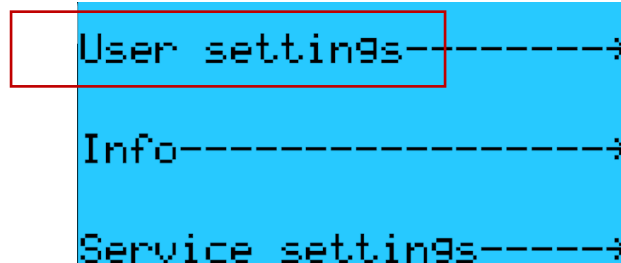 User settings--------→
Info------------------→
Service settings-----→